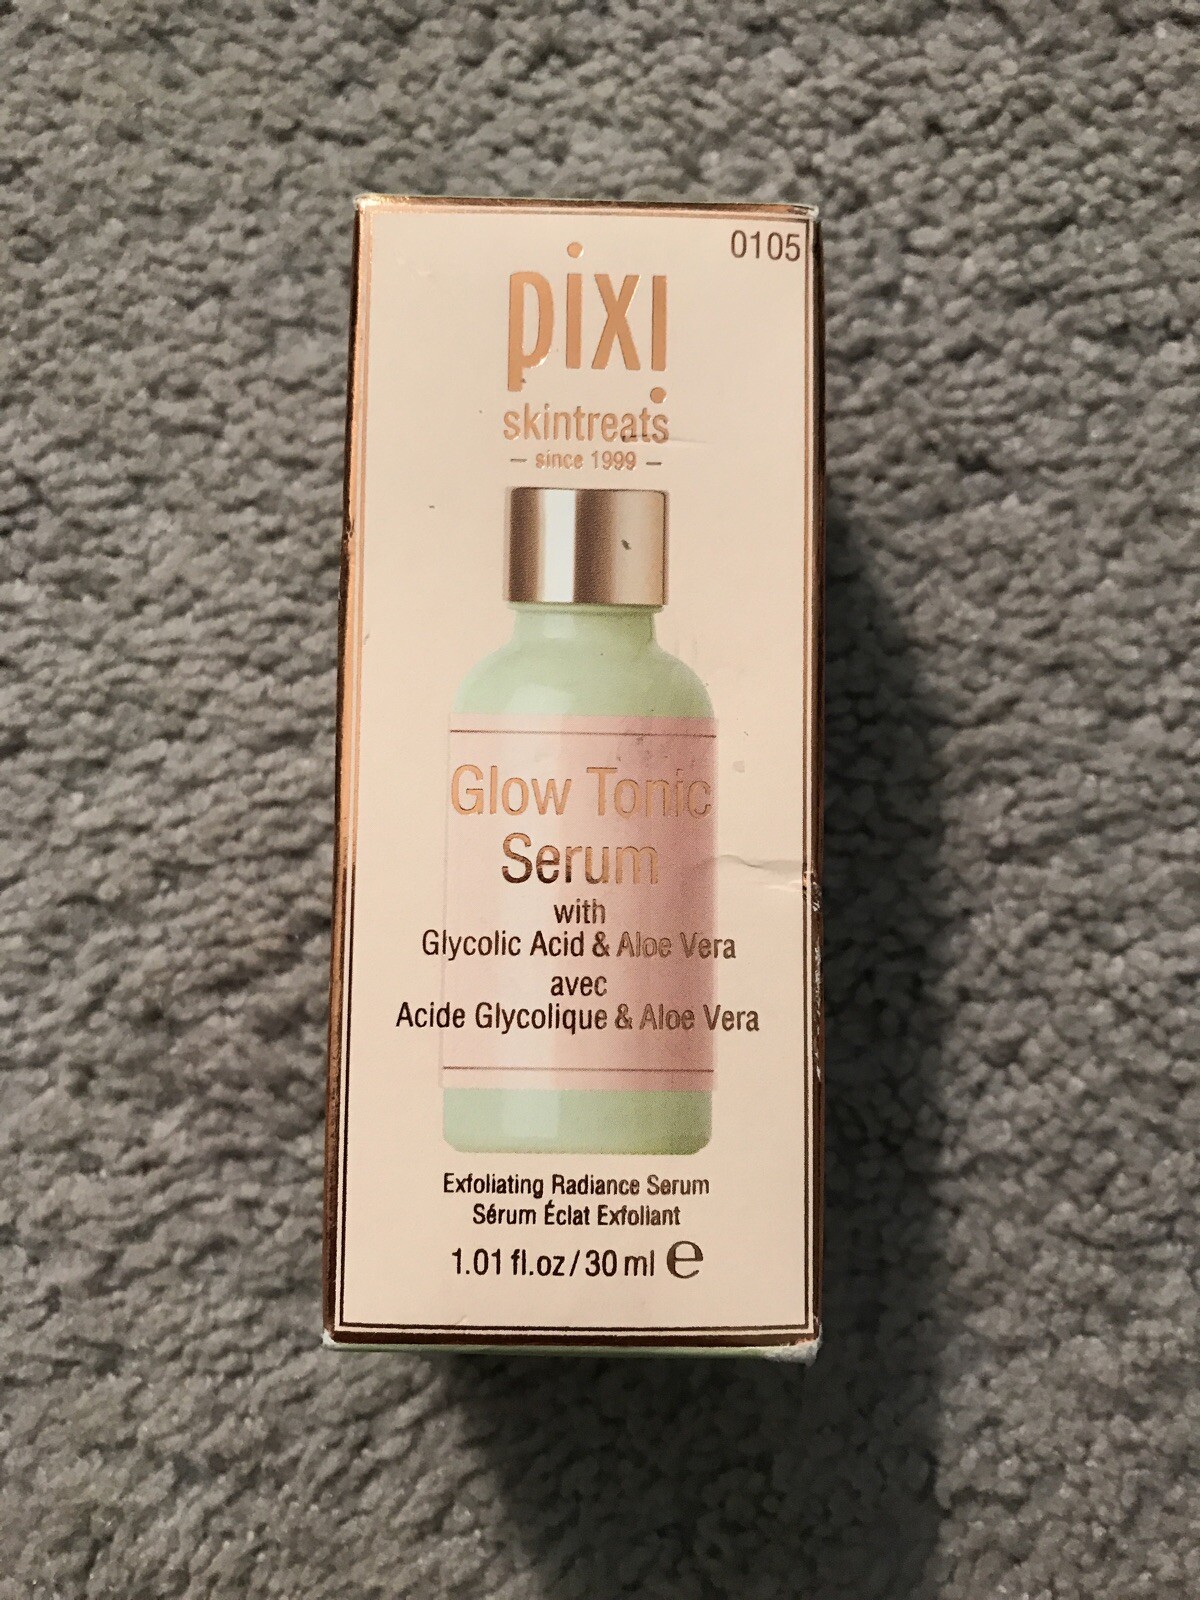 0105
pixi
skintreats
– since 1999 –
Glow Tonic
Serum
with
Glycolic Acid & Aloe Vera
avec
Acide Glycolique & Aloe Vera
Exfoliating Radiance Serum
Sérum Éclat Exfoliant
1.01 fl.oz/30 ml ℮